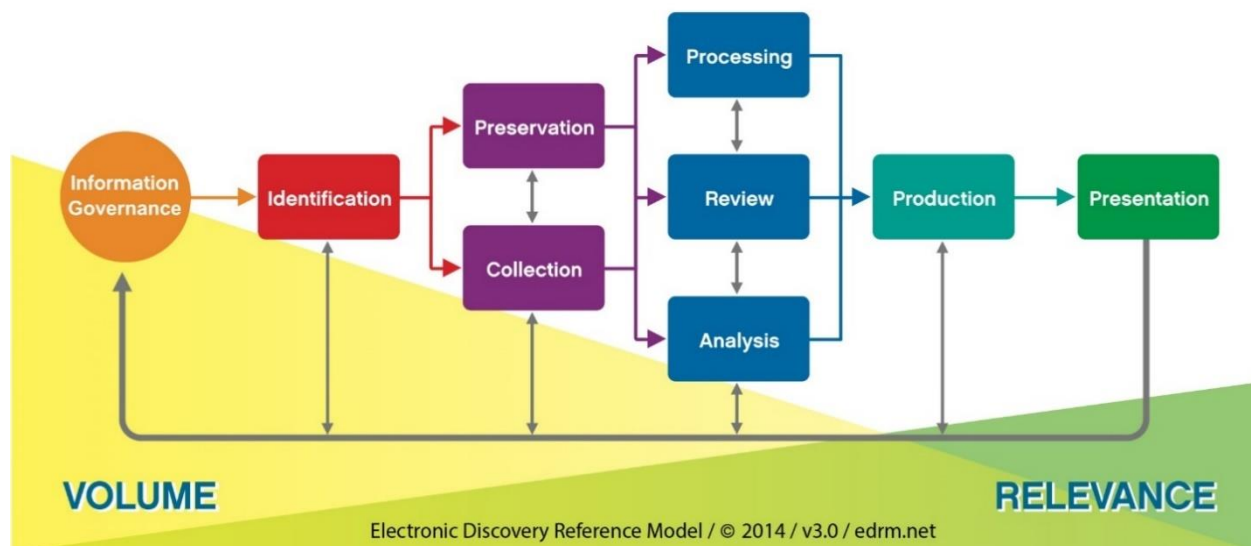 Information
Governance
Identification
Preservation
Collection
Processing
Review
Analysis
Production
Presentation
VOLUME
RELEVANCE
Electronic Discovery Reference Model / © 2014 / v3.0 / edrm.net